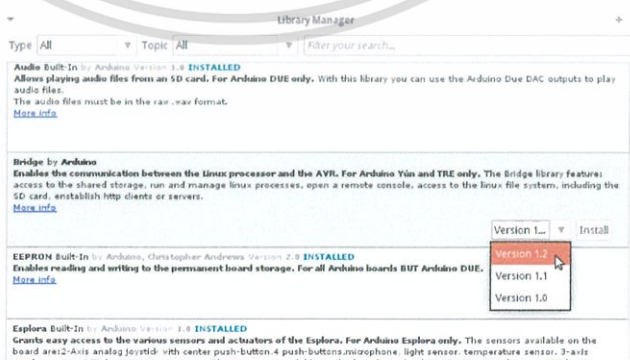 Library Manager
Type All Topic All Filter your search...
Audio Built-In by Arduino Version 1.0 INSTALLED
Allows playing audio files from an SD card. For Arduino DUE only. With this library you can use the Arduino Due DAC outputs to play
audio files.
The audio files must be in the raw .wav format.
More info
Bridge by Arduino
Enables the communication between the Linux processor and the AVR. For Arduino Yún and TRE only. The Bridge library feature:
access to the shared storage, run and manage linux processes, open a remote console, access to the linux file system, including the
SD card, enstablish http clients or servers.
More info
Version 1... Install
Version 1.2
Version 1.1
Version 1.0
EEPROM Built-In by Arduino, Christopher Andrews Version 2.0 INSTALLED
Enables reading and writing to the permanent board storage. For all Arduino boards BUT Arduino DUE.
More info
Esplora Built-In by Arduino Version 1.0 INSTALLED
Grants easy access to the various sensors and actuators of the Esplora. For Arduino Esplora only. The sensors available on the
board are:2-Axis analog joystick with center push-button,4 push-buttons,microphone, light sensor, temperature sensor, 3-axis